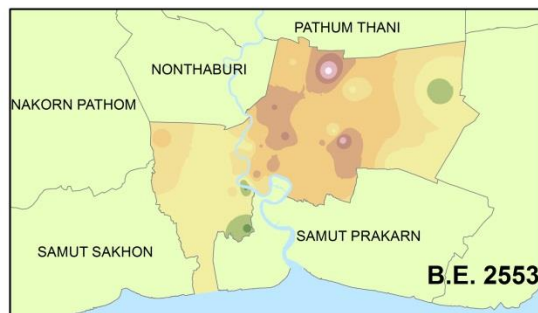 PATHUM THANI
NONTHABURI
NAKORN PATHOM
SAMUT SAKHON
SAMUT PRAKARN
B.E. 2553